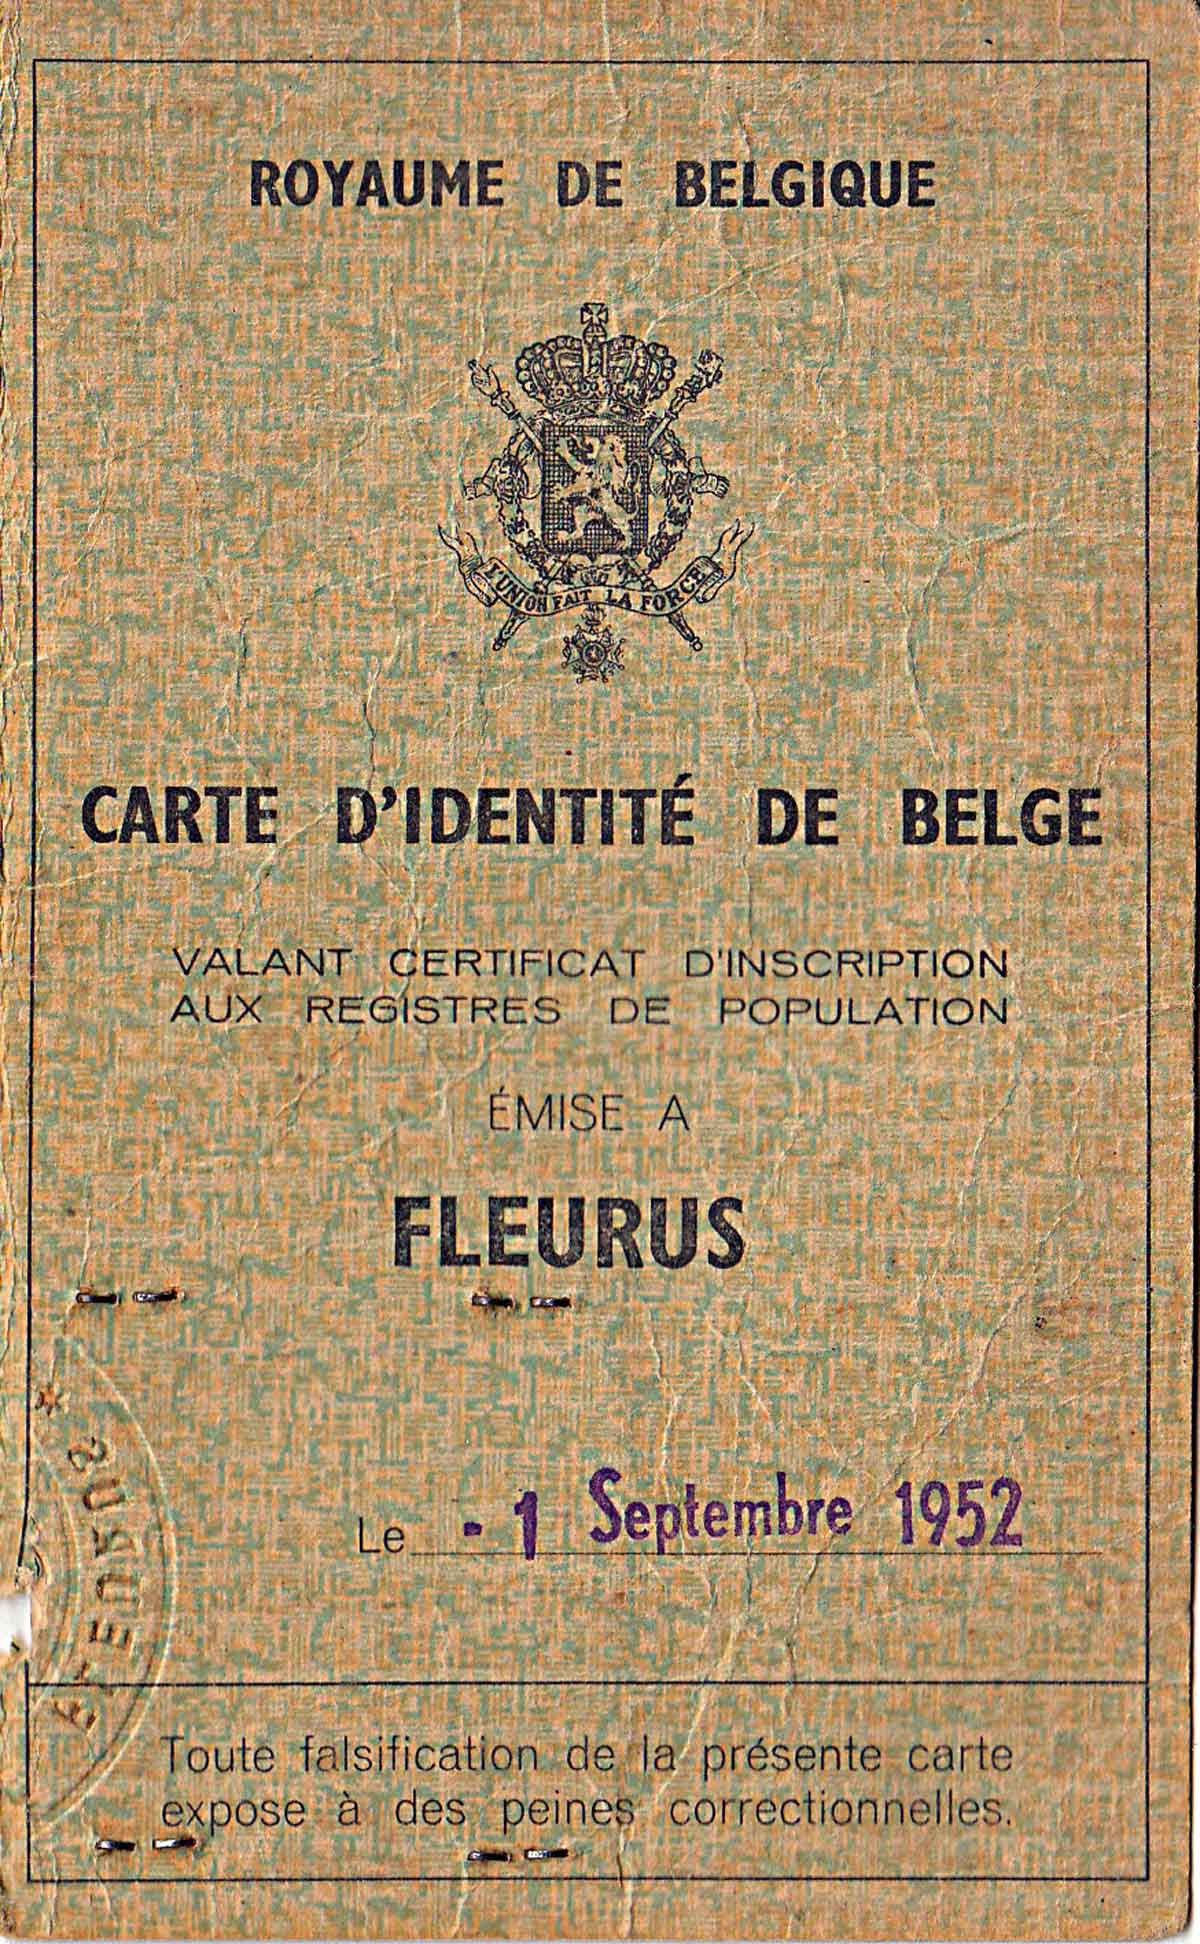 ROYAUME DE BELGIQUE
L'UNION FAIT LA FORCE
CARTE D'IDENTITÉ DE BELGE
VALANT CERTIFICAT D'INSCRIPTION
AUX REGISTRES DE POPULATION
ÉMISE A
FLEURUS
Le - 1 Septembre 1952
Toute falsification de la présente carte
expose à des peines correctionnelles.